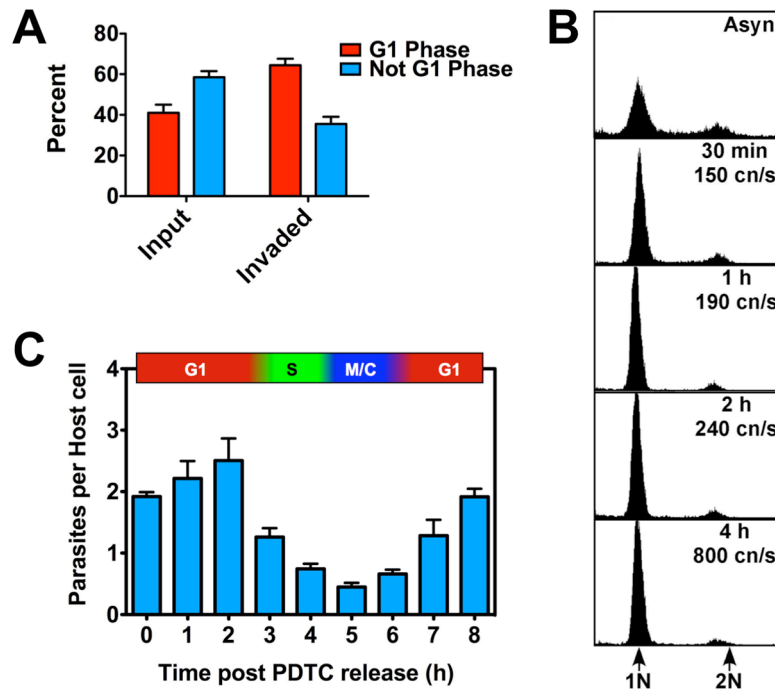 A
Percent
80
60
40
20
0
Input
Invaded
G1 Phase
Not G1 Phase
B
Asyn
30 min
150 cn/s
1 h
190 cn/s
2 h
240 cn/s
4 h
800 cn/s
1N
2N
C
Parasites per Host cell
4
3
2
1
0
G1
S
M/C
G1
0 1 2 3 4 5 6 7 8
Time post PDTC release (h)